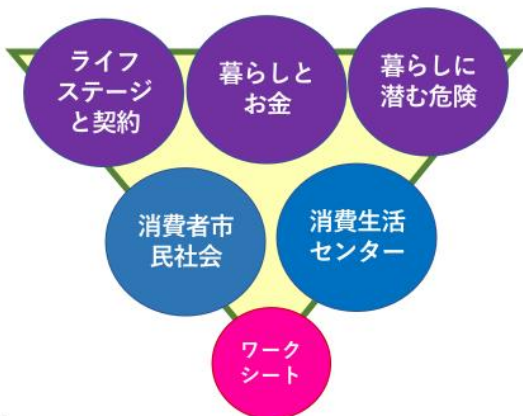 ライフ
ステージ
と契約
暮らしと
お金
暮らしに
潜む危険
消費者市
民社会
消費生活
センター
ワーク
シート